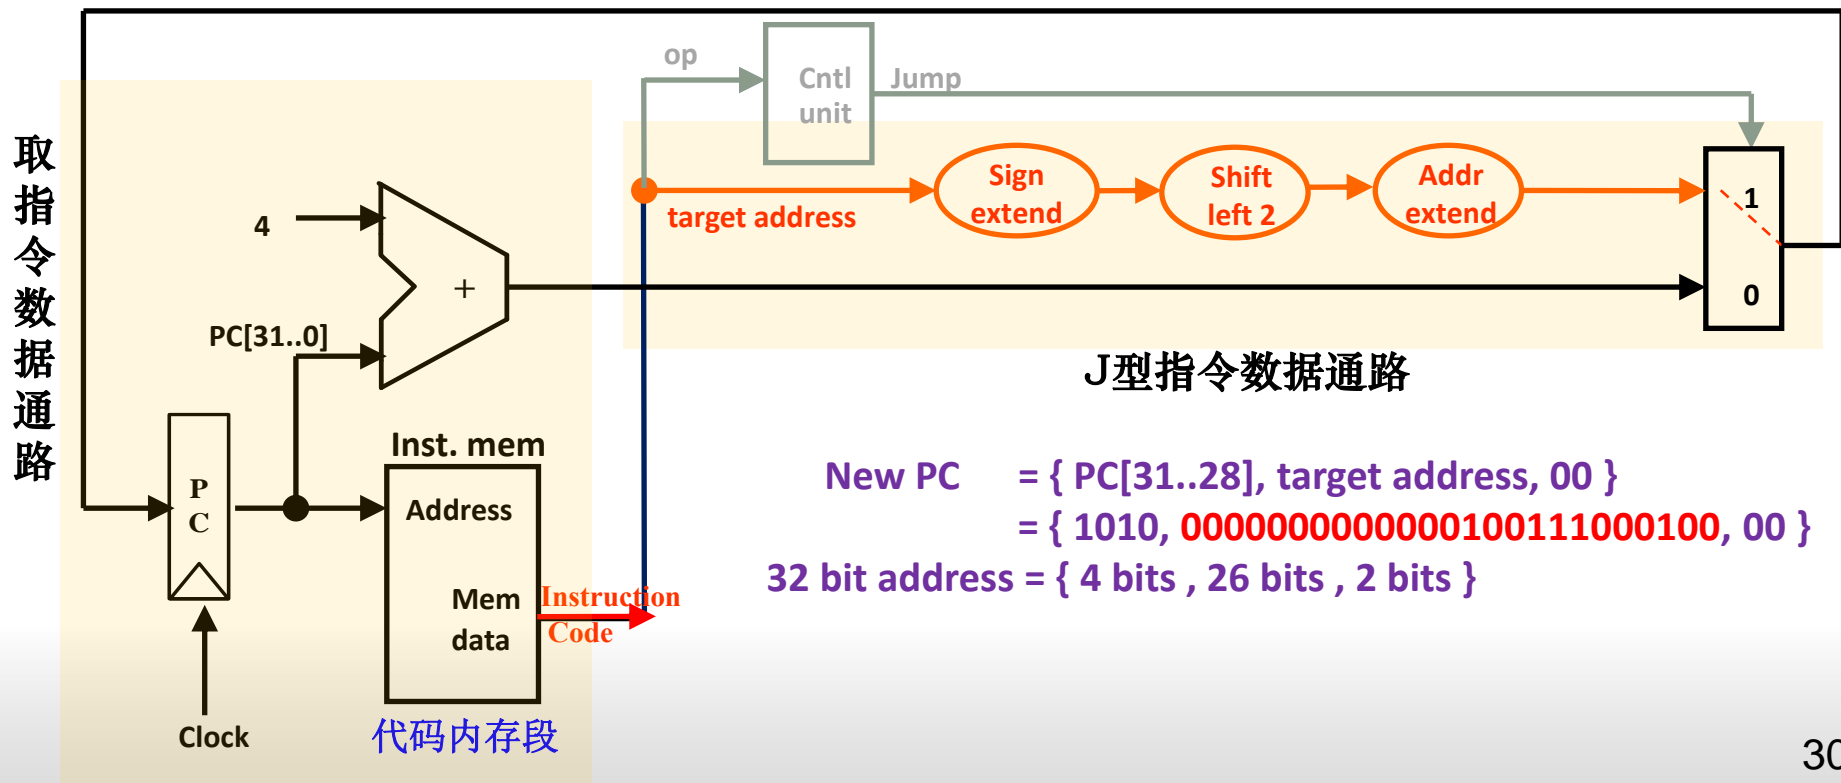 op
Cntl
unit
Jump
取指令数据通路
Sign
extend
Shift
left 2
Addr
extend
target address
1
0
4
+
PC[31..0]
J型指令数据通路
Inst. mem
P
C
Address
Mem
data
Instruction
Code
New PC = { PC[31..28], target address, 00 }
= { 1010, 0000000000000100111000100, 00 }
32 bit address = { 4 bits , 26 bits , 2 bits }
Clock
代码内存段
30